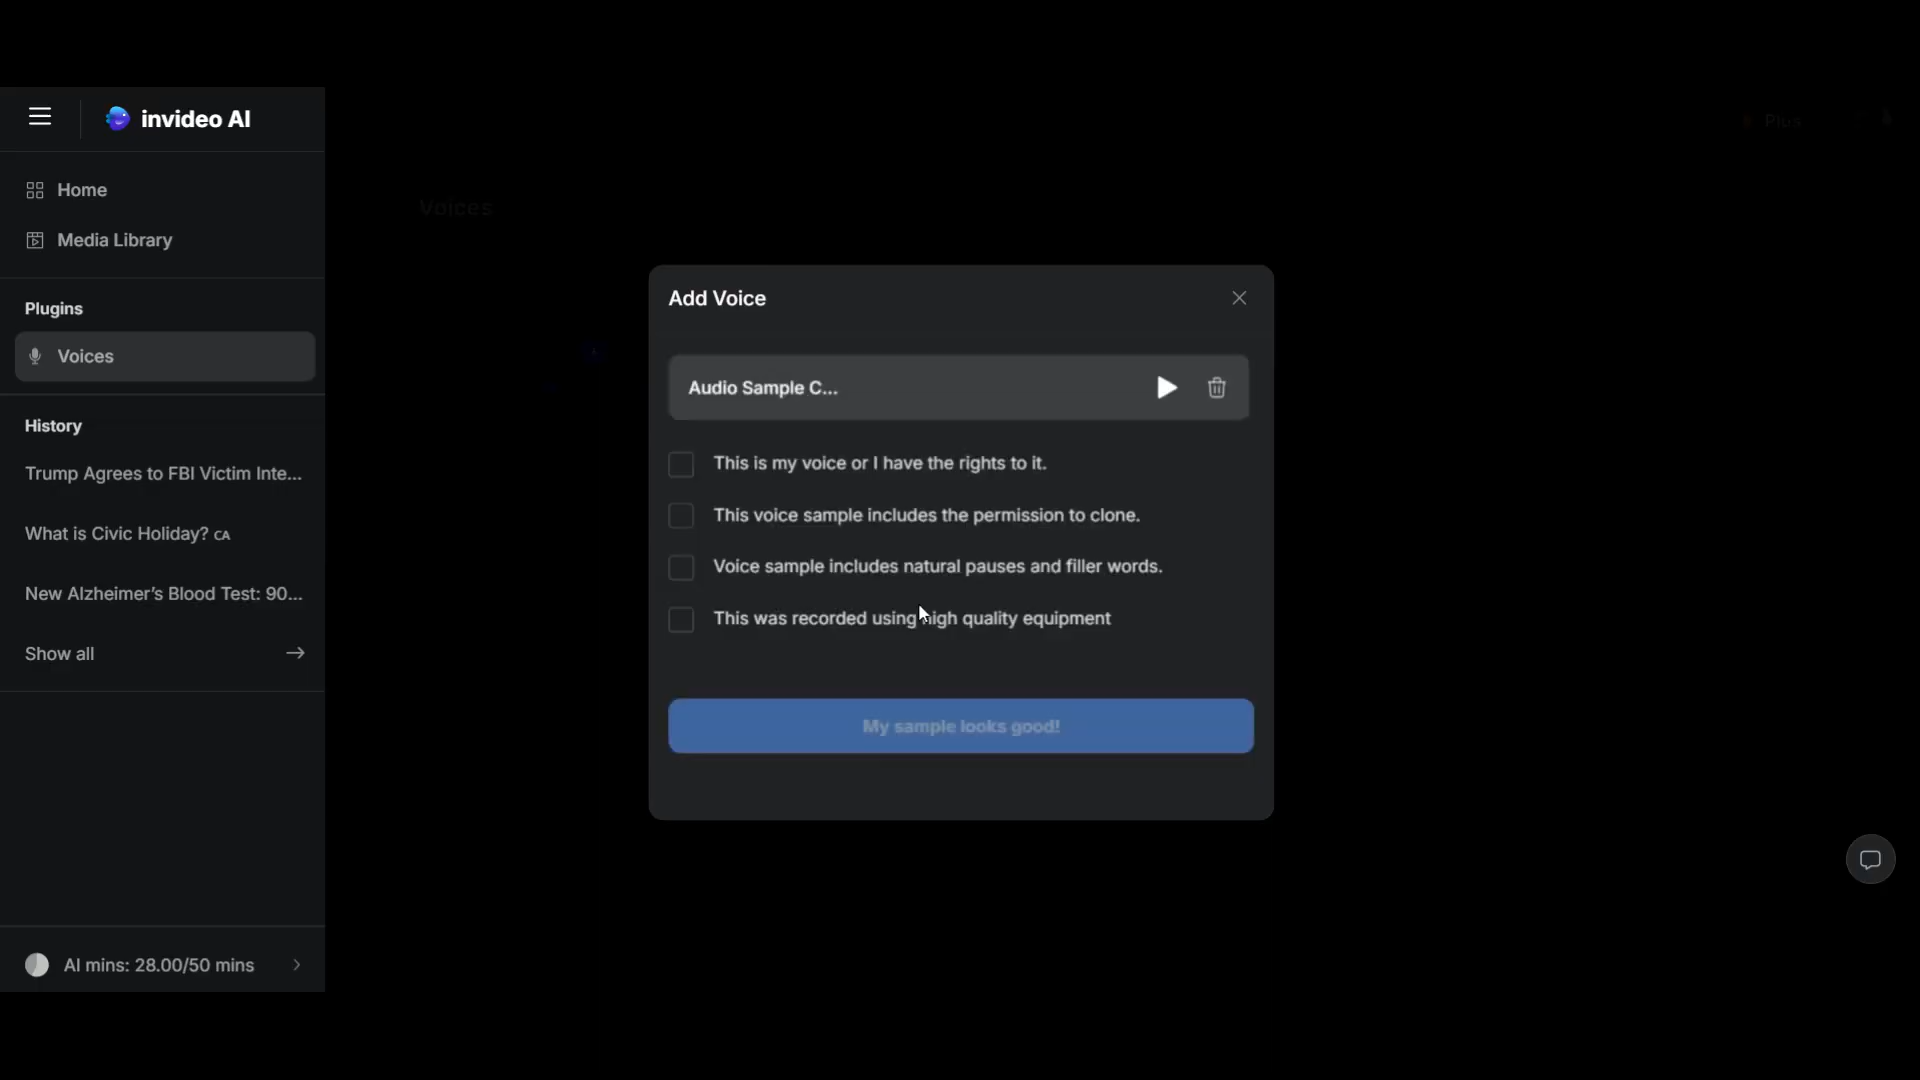 invideo AI
Plus
Home
Voices
Media Library
Plugins
Voices
History
Trump Agrees to FBI Victim Inte...
What is Civic Holiday? CA
New Alzheimer’s Blood Test: 90...
Show all
AI mins: 28.00/50 mins
Add Voice
Audio Sample C...
This is my voice or I have the rights to it.
This voice sample includes the permission to clone.
Voice sample includes natural pauses and filler words.
This was recorded using high quality equipment
My sample looks good!